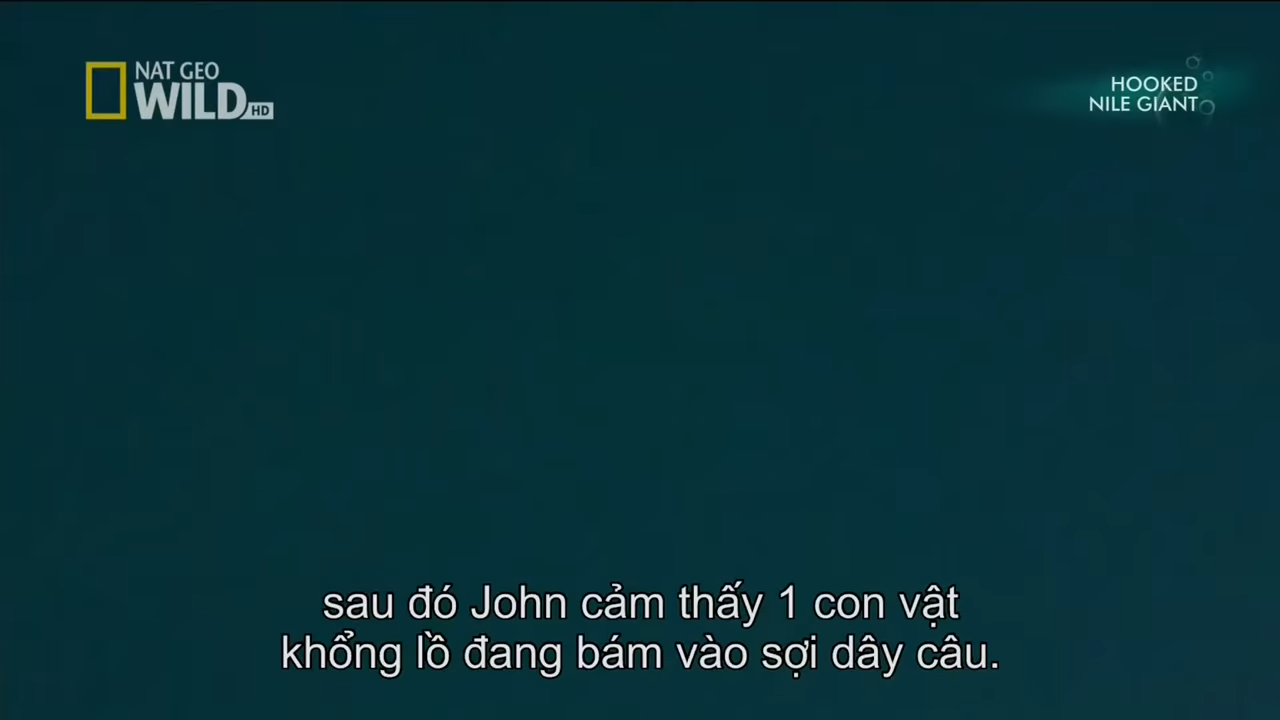 NAT GEO
WILD HD
HOOKED
NILE GIANT
sau đó John cảm thấy 1 con vật
khổng lồ đang bám vào sợi dây câu.